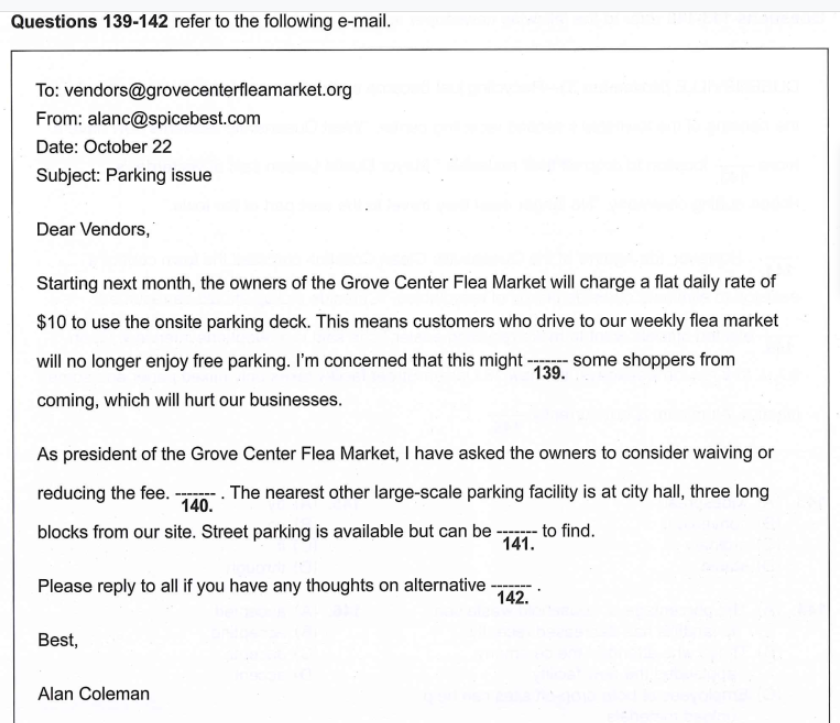 Questions 139-142 refer to the following e-mail.
To: vendors@grovecenterfleamarket.org
From: alanc@spicebest.com
Date: October 22
Subject: Parking issue
Dear Vendors,
Starting next month, the owners of the Grove Center Flea Market will charge a flat daily rate of
$10 to use the onsite parking deck. This means customers who drive to our weekly flea market
will no longer enjoy free parking. I'm concerned that this might ------- some shoppers from
139.
coming, which will hurt our businesses.
As president of the Grove Center Flea Market, I have asked the owners to consider waiving or
reducing the fee. ------- . The nearest other large-scale parking facility is at city hall, three long
140.
blocks from our site. Street parking is available but can be ------- to find.
141.
Please reply to all if you have any thoughts on alternative ------- .
142.
Best,
Alan Coleman